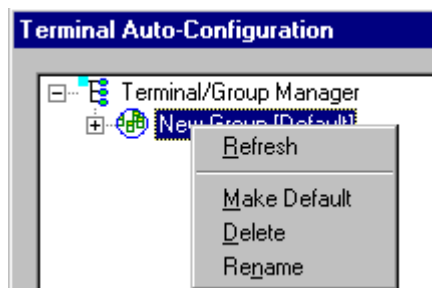 Terminal Auto-Configuration
Terminal/Group Manager
New Group [Default]
Refresh
Make Default
Delete
Rename